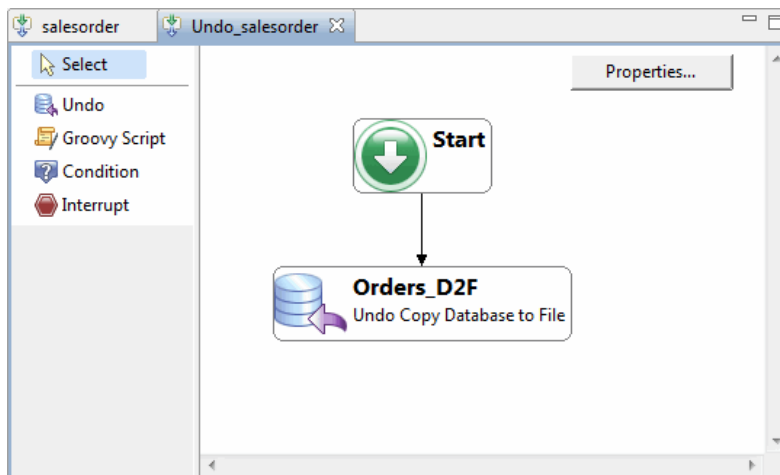 salesorder
Undo_salesorder
Select
Properties...
Undo
Groovy Script
Condition
Interrupt
Start
Orders_D2F
Undo Copy Database to File